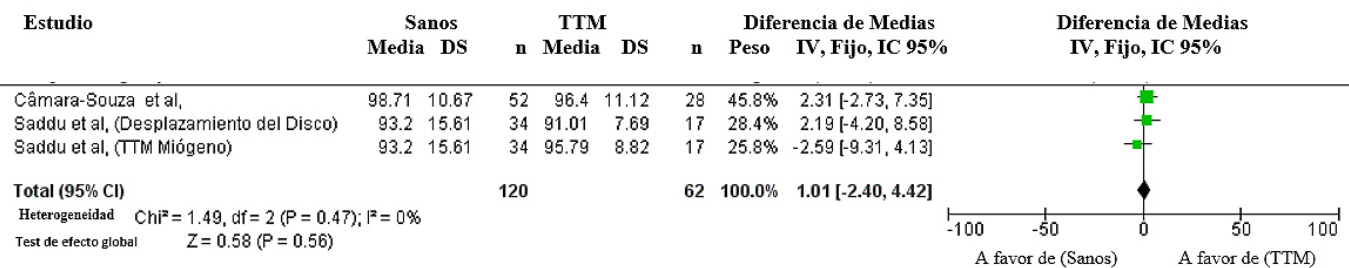 Estudio Sanos TTM Diferencia de Medias Diferencia de Medias
Media DS n Media DS n Peso IV, Fijo, IC 95% IV, Fijo, IC 95%
Câmara-Souza et al, 98.71 10.67 52 96.4 11.12 28 45.8% 2.31 [-2.73, 7.35]
Saddu et al, (Desplazamiento del Disco) 93.2 15.61 34 91.01 7.69 17 28.4% 2.19 [-4.20, 8.58]
Saddu et al, (TTM Miógeno) 93.2 15.61 34 95.79 8.82 17 25.8% -2.59 [-9.31, 4.13]
Total (95% CI) 120 62 100.0% 1.01 [-2.40, 4.42]
Heterogeneidad Chi² = 1.49, df = 2 (P = 0.47); I² = 0%
Test de efecto global Z = 0.58 (P = 0.56)
-100 -50 0 50 100
A favor de (Sanos) A favor de (TTM)